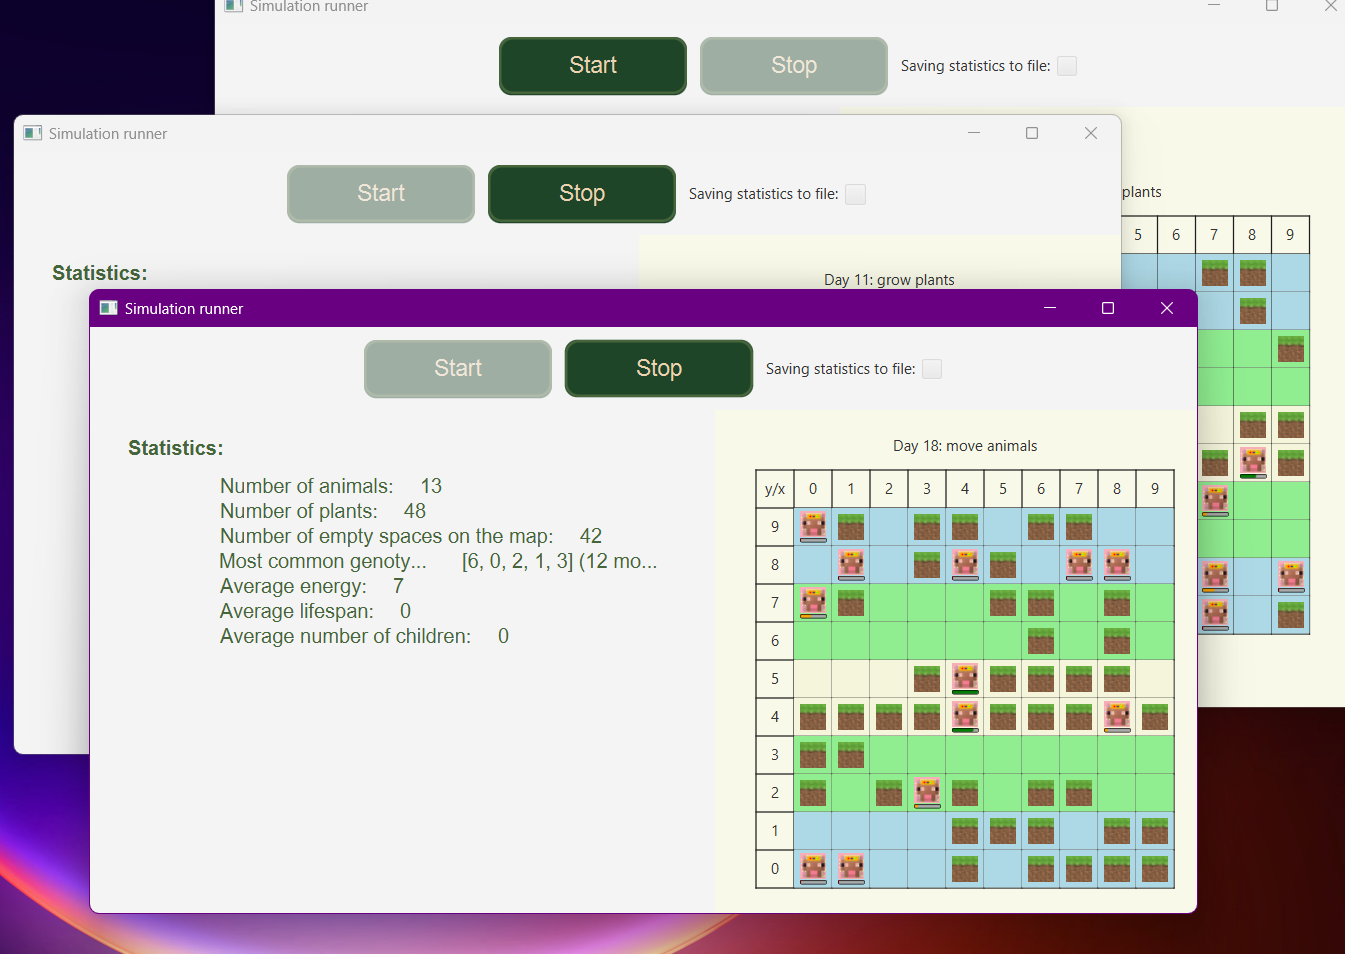 Simulation runner
Start Stop Saving statistics to file:
plants
5 6 7 8 9
Simulation runner
Start Stop Saving statistics to file:
Statistics:
Day 11: grow plants
Simulation runner
Start Stop Saving statistics to file:
Statistics:
Number of animals: 13
Number of plants: 48
Number of empty spaces on the map: 42
Most common genoty... [6, 0, 2, 1, 3] (12 mo...
Average energy: 7
Average lifespan: 0
Average number of children: 0
Day 18: move animals
y/x 0 1 2 3 4 5 6 7 8 9
9
8
7
6
5
4
3
2
1
0